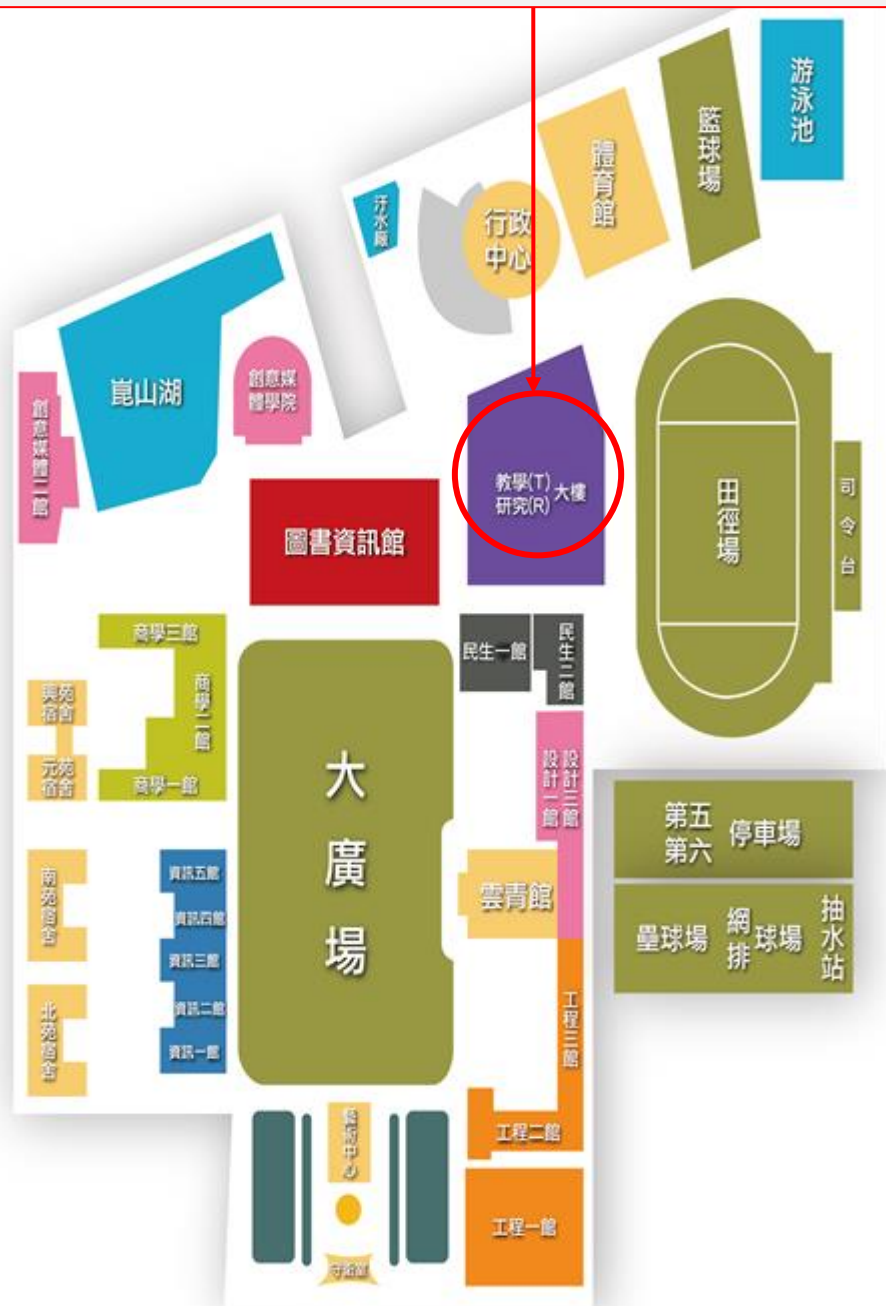 游泳池
籃球場
體育館
汙水廠
行政
中心
崑山湖
創意媒
體學院
創意媒體二館
教學(T)
研究(R)
大樓
田徑場
司令台
圖書資訊館
商學三館
商學二館
商學一館
興苑
宿舍
元苑
宿舍
民生一館
民生二館
大廣場
設計一館
設計三館
第五
第六
停車場
南苑宿舍
資訊五館
資訊四館
資訊三館
資訊二館
資訊一館
北苑宿舍
雲青館
壘球場
網
排
球場
抽水站
工程三館
藝術中心
工程二館
工程一館
守衛室